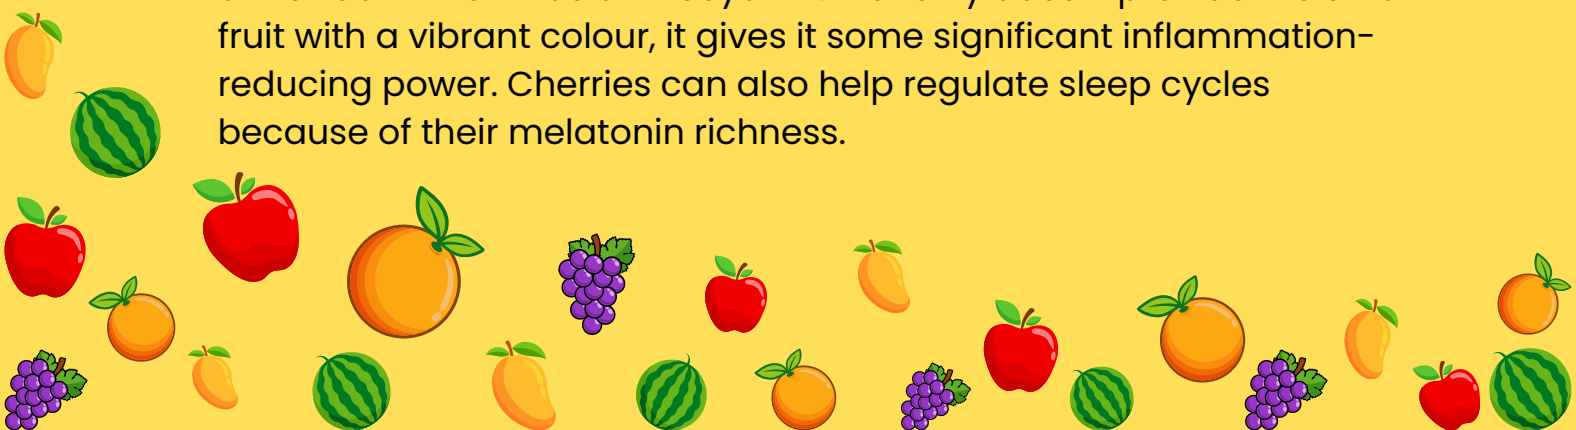 fruit with a vibrant colour, it gives it some significant inflammation-
reducing power. Cherries can also help regulate sleep cycles
because of their melatonin richness.